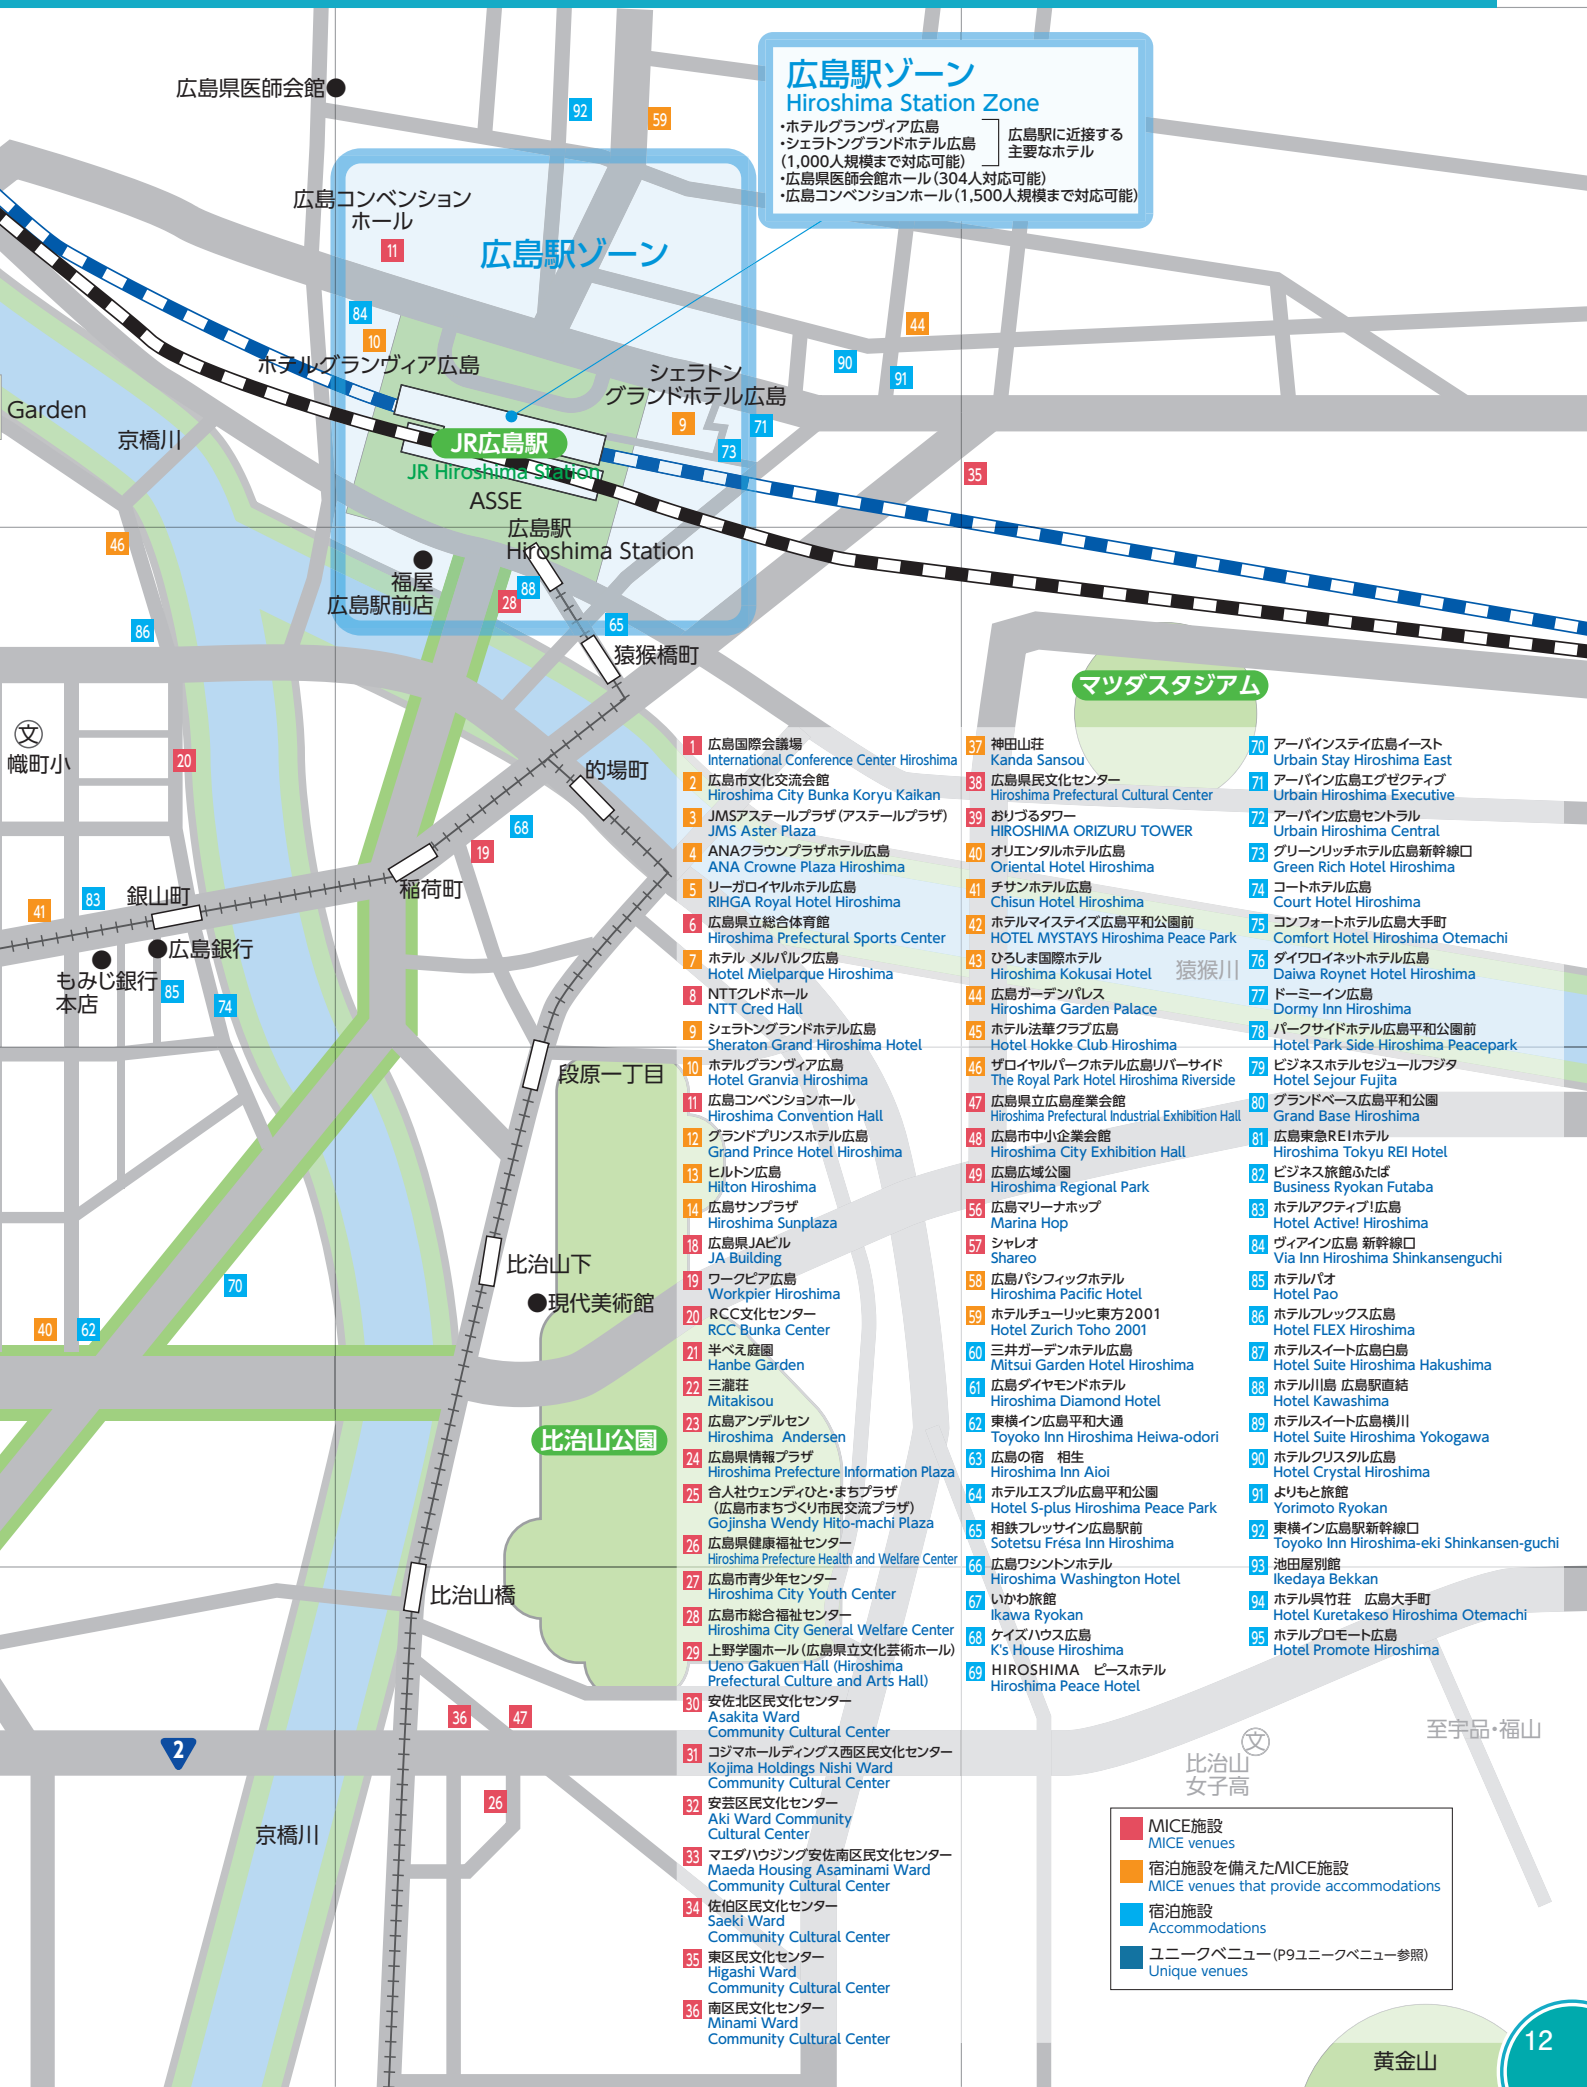 広島駅ゾーン
Hiroshima Station Zone
・ホテルグランヴィア広島
・シェラトングランドホテル広島
(1,000人規模まで対応可能)
広島駅に近接する
主要なホテル
・広島県医師会館ホール(304人対応可能)
・広島コンベンションホール(1,500人規模まで対応可能)
広島県医師会館
92
59
広島コンベンション
ホール
11
広島駅ゾーン
84
10
ホテルグランヴィア広島
44
90
91
シェラトン
グランドホテル広島
9
71
73
Garden
京橋川
JR広島駅
JR Hiroshima Station
ASSE
35
広島駅
Hiroshima Station
46
福屋
広島駅前店
88
28
65
86
猿猴橋町
マツダスタジアム
文
幟町小
20
的場町
68
19
稲荷町
83
銀山町
41
広島銀行
もみじ銀行
本店
85
74
猿猴川
段原一丁目
比治山下
現代美術館
70
40
62
比治山公園
比治山橋
36
47
2
26
京橋川
1 広島国際会議場
International Conference Center Hiroshima
2 広島市文化交流会館
Hiroshima City Bunka Koryu Kaikan
3 JMSアステールプラザ(アステールプラザ)
JMS Aster Plaza
4 ANAクラウンプラザホテル広島
ANA Crowne Plaza Hiroshima
5 リーガロイヤルホテル広島
RIHGA Royal Hotel Hiroshima
6 広島県立総合体育館
Hiroshima Prefectural Sports Center
7 ホテル メルパルク広島
Hotel Mielparque Hiroshima
8 NTTクレドホール
NTT Cred Hall
9 シェラトングランドホテル広島
Sheraton Grand Hiroshima Hotel
10 ホテルグランヴィア広島
Hotel Granvia Hiroshima
11 広島コンベンションホール
Hiroshima Convention Hall
12 グランドプリンスホテル広島
Grand Prince Hotel Hiroshima
13 ヒルトン広島
Hilton Hiroshima
14 広島サンプラザ
Hiroshima Sunplaza
18 広島県JAビル
JA Building
19 ワークピア広島
Workpier Hiroshima
20 RCC文化センター
RCC Bunka Center
21 半べえ庭園
Hanbe Garden
22 三瀧荘
Mitakisou
23 広島アンデルセン
Hiroshima Andersen
24 広島県情報プラザ
Hiroshima Prefecture Information Plaza
25 合人社ウェンディひと・まちプラザ
(広島市まちづくり市民交流プラザ)
Gojinsha Wendy Hito-machi Plaza
26 広島県健康福祉センター
Hiroshima Prefecture Health and Welfare Center
27 広島市青少年センター
Hiroshima City Youth Center
28 広島市総合福祉センター
Hiroshima City General Welfare Center
29 上野学園ホール(広島県立文化芸術ホール)
Ueno Gakuen Hall (Hiroshima
Prefectural Culture and Arts Hall)
30 安佐北区民文化センター
Asakita Ward
Community Cultural Center
31 コジマホールディングス西区民文化センター
Kojima Holdings Nishi Ward
Community Cultural Center
32 安芸区民文化センター
Aki Ward Community
Cultural Center
33 マエダハウジング安佐南区民文化センター
Maeda Housing Asaminami Ward
Community Cultural Center
34 佐伯区民文化センター
Saeki Ward
Community Cultural Center
35 東区民文化センター
Higashi Ward
Community Cultural Center
36 南区民文化センター
Minami Ward
Community Cultural Center
37 神田山荘
Kanda Sansou
38 広島県民文化センター
Hiroshima Prefectural Cultural Center
39 おりづるタワー
HIROSHIMA ORIZURU TOWER
40 オリエンタルホテル広島
Oriental Hotel Hiroshima
41 チサンホテル広島
Chisun Hotel Hiroshima
42 ホテルマイステイズ広島平和公園前
HOTEL MYSTAYS Hiroshima Peace Park
43 ひろしま国際ホテル
Hiroshima Kokusai Hotel
44 広島ガーデンパレス
Hiroshima Garden Palace
45 ホテル法華クラブ広島
Hotel Hokke Club Hiroshima
46 ザロイヤルパークホテル広島リバーサイド
The Royal Park Hotel Hiroshima Riverside
47 広島県立広島産業会館
Hiroshima Prefectural Industrial Exhibition Hall
48 広島市中小企業会館
Hiroshima City Exhibition Hall
49 広島広域公園
Hiroshima Regional Park
56 広島マリーナホップ
Marina Hop
57 シャレオ
Shareo
58 広島パシフィックホテル
Hiroshima Pacific Hotel
59 ホテルチューリッヒ東方2001
Hotel Zurich Toho 2001
60 三井ガーデンホテル広島
Mitsui Garden Hotel Hiroshima
61 広島ダイヤモンドホテル
Hiroshima Diamond Hotel
62 東横イン広島平和大通
Toyoko Inn Hiroshima Heiwa-odori
63 広島の宿 相生
Hiroshima Inn Aioi
64 ホテルエスプル広島平和公園
Hotel S-plus Hiroshima Peace Park
65 相鉄フレッサイン広島駅前
Sotetsu Frésa Inn Hiroshima
66 広島ワシントンホテル
Hiroshima Washington Hotel
67 いかわ旅館
Ikawa Ryokan
68 ケイズハウス広島
K's House Hiroshima
69 HIROSHIMA ピースホテル
Hiroshima Peace Hotel
70 アーバインステイ広島イースト
Urbain Stay Hiroshima East
71 アーバイン広島エグゼクティブ
Urbain Hiroshima Executive
72 アーバイン広島セントラル
Urbain Hiroshima Central
73 グリーンリッチホテル広島新幹線口
Green Rich Hotel Hiroshima
74 コートホテル広島
Court Hotel Hiroshima
75 コンフォートホテル広島大手町
Comfort Hotel Hiroshima Otemachi
76 ダイワロイネットホテル広島
Daiwa Roynet Hotel Hiroshima
77 ドーミーイン広島
Dormy Inn Hiroshima
78 パークサイドホテル広島平和公園前
Hotel Park Side Hiroshima Peacepark
79 ビジネスホテルセジュールフジタ
Hotel Sejour Fujita
80 グランドベース広島平和公園
Grand Base Hiroshima
81 広島東急REIホテル
Hiroshima Tokyu REI Hotel
82 ビジネス旅館ふたば
Business Ryokan Futaba
83 ホテルアクティブ!広島
Hotel Active! Hiroshima
84 ヴィアイン広島 新幹線口
Via Inn Hiroshima Shinkansenguchi
85 ホテルパオ
Hotel Pao
86 ホテルフレックス広島
Hotel FLEX Hiroshima
87 ホテルスイート広島白島
Hotel Suite Hiroshima Hakushima
88 ホテル川島 広島駅直結
Hotel Kawashima
89 ホテルスイート広島横川
Hotel Suite Hiroshima Yokogawa
90 ホテルクリスタル広島
Hotel Crystal Hiroshima
91 よりもと旅館
Yorimoto Ryokan
92 東横イン広島駅新幹線口
Toyoko Inn Hiroshima-eki Shinkansen-guchi
93 池田屋別館
Ikedaya Bekkan
94 ホテル呉竹荘 広島大手町
Hotel Kuretakeso Hiroshima Otemachi
95 ホテルプロモート広島
Hotel Promote Hiroshima
至宇品・福山
文
比治山
女子高
MICE施設
MICE venues
宿泊施設を備えたMICE施設
MICE venues that provide accommodations
宿泊施設
Accommodations
ユニークベニュー(P9ユニークベニュー参照)
Unique venues
黄金山
12